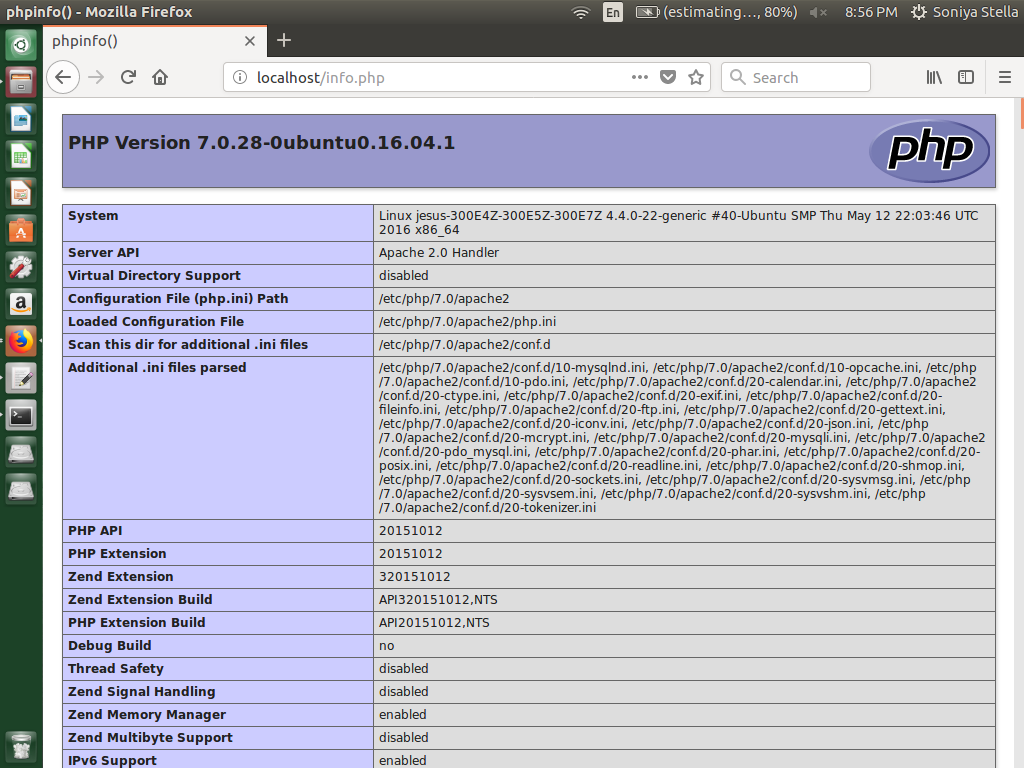 phpinfo() - Mozilla Firefox
En
(estimating..., 80%)
8:56 PM
Soniya Stella
phpinfo()
localhost/info.php
Search
PHP Version 7.0.28-0ubuntu0.16.04.1
php
System
Linux jesus-300E4Z-300E5Z-300E7Z 4.4.0-22-generic #40-Ubuntu SMP Thu May 12 22:03:46 UTC
2016 x86_64
Server API
Apache 2.0 Handler
Virtual Directory Support
disabled
Configuration File (php.ini) Path
/etc/php/7.0/apache2
Loaded Configuration File
/etc/php/7.0/apache2/php.ini
Scan this dir for additional .ini files
/etc/php/7.0/apache2/conf.d
Additional .ini files parsed
/etc/php/7.0/apache2/conf.d/10-mysqlnd.ini, /etc/php/7.0/apache2/conf.d/10-opcache.ini, /etc/php
/7.0/apache2/conf.d/10-pdo.ini, /etc/php/7.0/apache2/conf.d/20-calendar.ini, /etc/php/7.0/apache2
/conf.d/20-ctype.ini, /etc/php/7.0/apache2/conf.d/20-exif.ini, /etc/php/7.0/apache2/conf.d/20-
fileinfo.ini, /etc/php/7.0/apache2/conf.d/20-ftp.ini, /etc/php/7.0/apache2/conf.d/20-gettext.ini,
/etc/php/7.0/apache2/conf.d/20-iconv.ini, /etc/php/7.0/apache2/conf.d/20-json.ini, /etc/php
/7.0/apache2/conf.d/20-mcrypt.ini, /etc/php/7.0/apache2/conf.d/20-mysqli.ini, /etc/php/7.0/apache2
/conf.d/20-pdo_mysql.ini, /etc/php/7.0/apache2/conf.d/20-phar.ini, /etc/php/7.0/apache2/conf.d/20-
posix.ini, /etc/php/7.0/apache2/conf.d/20-readline.ini, /etc/php/7.0/apache2/conf.d/20-shmop.ini,
/etc/php/7.0/apache2/conf.d/20-sockets.ini, /etc/php/7.0/apache2/conf.d/20-sysvmsg.ini, /etc/php
/7.0/apache2/conf.d/20-sysvsem.ini, /etc/php/7.0/apache2/conf.d/20-sysvshm.ini, /etc/php
/7.0/apache2/conf.d/20-tokenizer.ini
PHP API
20151012
PHP Extension
20151012
Zend Extension
320151012
Zend Extension Build
API320151012,NTS
PHP Extension Build
API20151012,NTS
Debug Build
no
Thread Safety
disabled
Zend Signal Handling
disabled
Zend Memory Manager
enabled
Zend Multibyte Support
disabled
IPv6 Support
enabled